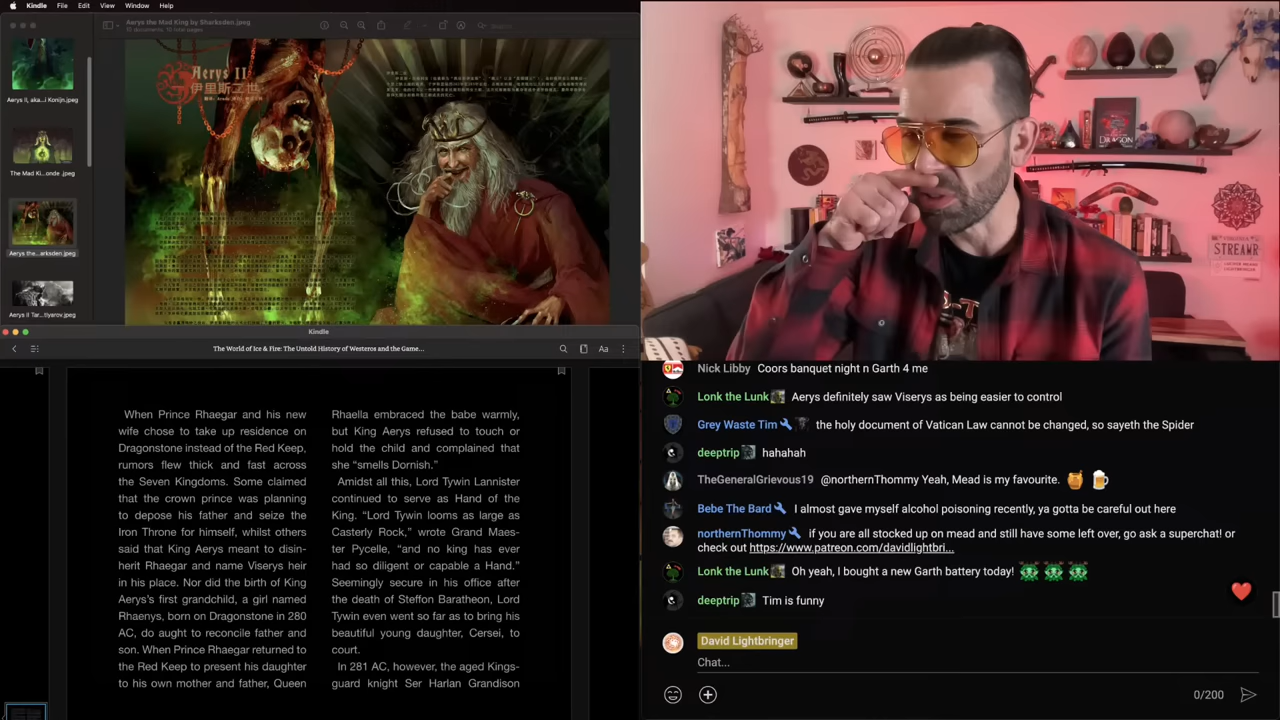 Kindle File Edit View Window Help
Aerys the Mad King by Sharksden.jpeg
15 documents, 10 total pages
Search
Aerys II, aka...i Konijn.jpeg
The Mad Ki...onde .jpeg
Aerys the...arksden.jpeg
Aerys II Tar...tiyarov.jpeg
Aerys II
伊里斯二世
Kindle
The World of Ice & Fire: The Untold History of Westeros and the Game...
Aa
When Prince Rhaegar and his new
wife chose to take up residence on
Dragonstone instead of the Red Keep,
rumors flew thick and fast across
the Seven Kingdoms. Some claimed
that the crown prince was planning
to depose his father and seize the
Iron Throne for himself, whilst others
said that King Aerys meant to disin-
herit Rhaegar and name Viserys heir
in his place. Nor did the birth of King
Aerys's first grandchild, a girl named
Rhaenys, born on Dragonstone in 280
AC, do aught to reconcile father and
son. When Prince Rhaegar returned to
the Red Keep to present his daughter
to his own mother and father, Queen
Rhaella embraced the babe warmly,
but King Aerys refused to touch or
hold the child and complained that
she “smells Dornish.”
Amidst all this, Lord Tywin Lannister
continued to serve as Hand of the
King. “Lord Tywin looms as large as
Casterly Rock,” wrote Grand Maes-
ter Pycelle, “and no king has ever
had so diligent or capable a Hand.”
Seemingly secure in his office after
the death of Steffon Baratheon, Lord
Tywin even went so far as to bring his
beautiful young daughter, Cersei, to
court.
In 281 AC, however, the aged Kings-
guard knight Ser Harlan Grandison
DRAGON
STREAMR
Nick Libby Coors banquet night n Garth 4 me
Lonk the Lunk Aerys definitely saw Viserys as being easier to control
Grey Waste Tim the holy document of Vatican Law cannot be changed, so sayeth the Spider
deeptrip hahahah
TheGeneralGrievous19 @northernThommy Yeah, Mead is my favourite. 🍯 🍺
Bebe The Bard I almost gave myself alcohol poisoning recently, ya gotta be careful out here
northernThommy if you are all stocked up on mead and still have some left over, go ask a superchat! or
check out https://www.patreon.com/davidlightbri...
Lonk the Lunk Oh yeah, I bought a new Garth battery today!
deeptrip Tim is funny
David Lightbringer
Chat...
0/200